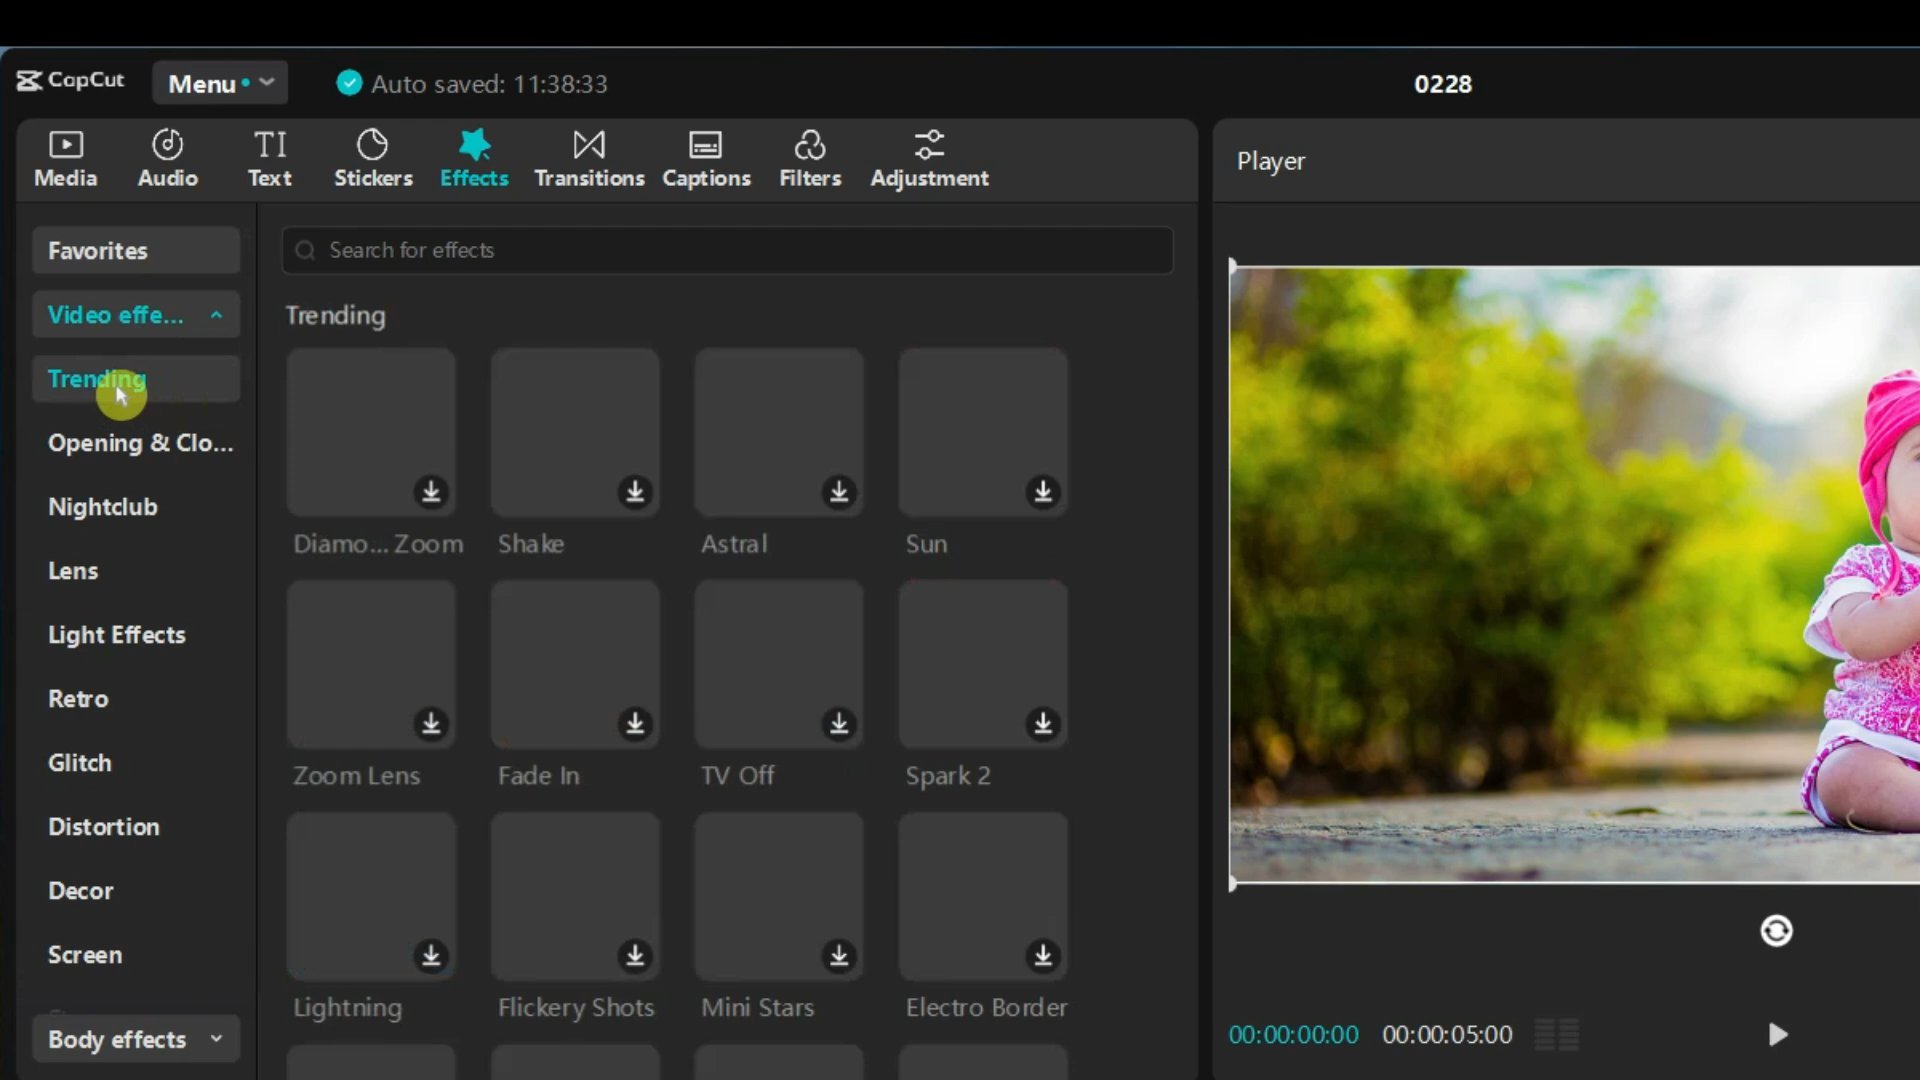 CapCut
Menu
Auto saved: 11:38:33
0228
Media
Audio
TI
Text
Stickers
Effects
Transitions
Captions
Filters
Adjustment
Player
Favorites
Video effe...
Trending
Opening & Clo...
Nightclub
Lens
Light Effects
Retro
Glitch
Distortion
Decor
Screen
Body effects
Search for effects
Trending
Diamo... Zoom
Shake
Astral
Sun
Zoom Lens
Fade In
TV Off
Spark 2
Lightning
Flickery Shots
Mini Stars
Electro Border
00:00:00:00
00:00:05:00